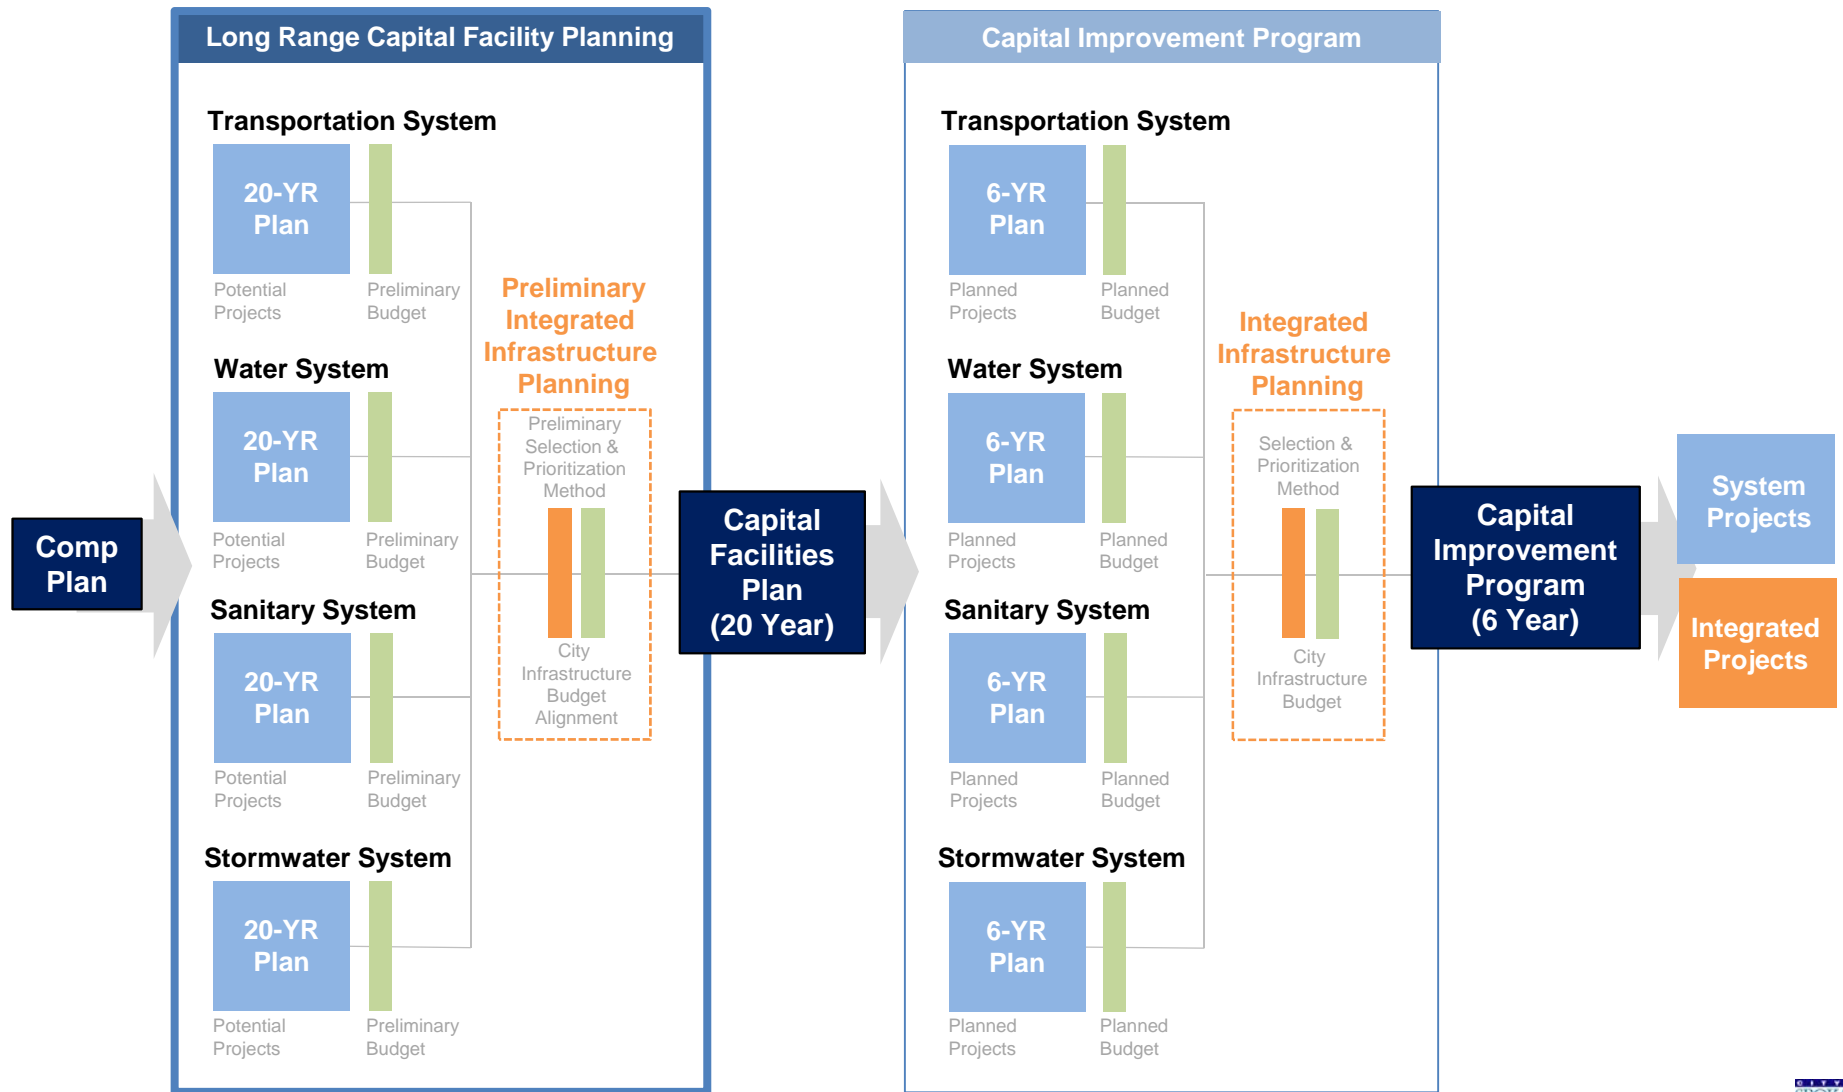 Long Range Capital Facility Planning
Capital Improvement Program
Comp
Plan
Transportation System
20-YR
Plan
Potential
Projects
Preliminary
Budget
Water System
20-YR
Plan
Potential
Projects
Preliminary
Budget
Sanitary System
20-YR
Plan
Potential
Projects
Preliminary
Budget
Stormwater System
20-YR
Plan
Potential
Projects
Preliminary
Budget
Preliminary
Integrated
Infrastructure
Planning
Preliminary
Selection &
Prioritization
Method
City
Infrastructure
Budget
Alignment
Capital
Facilities
Plan
(20 Year)
Transportation System
6-YR
Plan
Planned
Projects
Planned
Budget
Water System
6-YR
Plan
Planned
Projects
Planned
Budget
Sanitary System
6-YR
Plan
Planned
Projects
Planned
Budget
Stormwater System
6-YR
Plan
Planned
Projects
Planned
Budget
Integrated
Infrastructure
Planning
Selection &
Prioritization
Method
City
Infrastructure
Budget
Capital
Improvement
Program
(6 Year)
System
Projects
Integrated
Projects